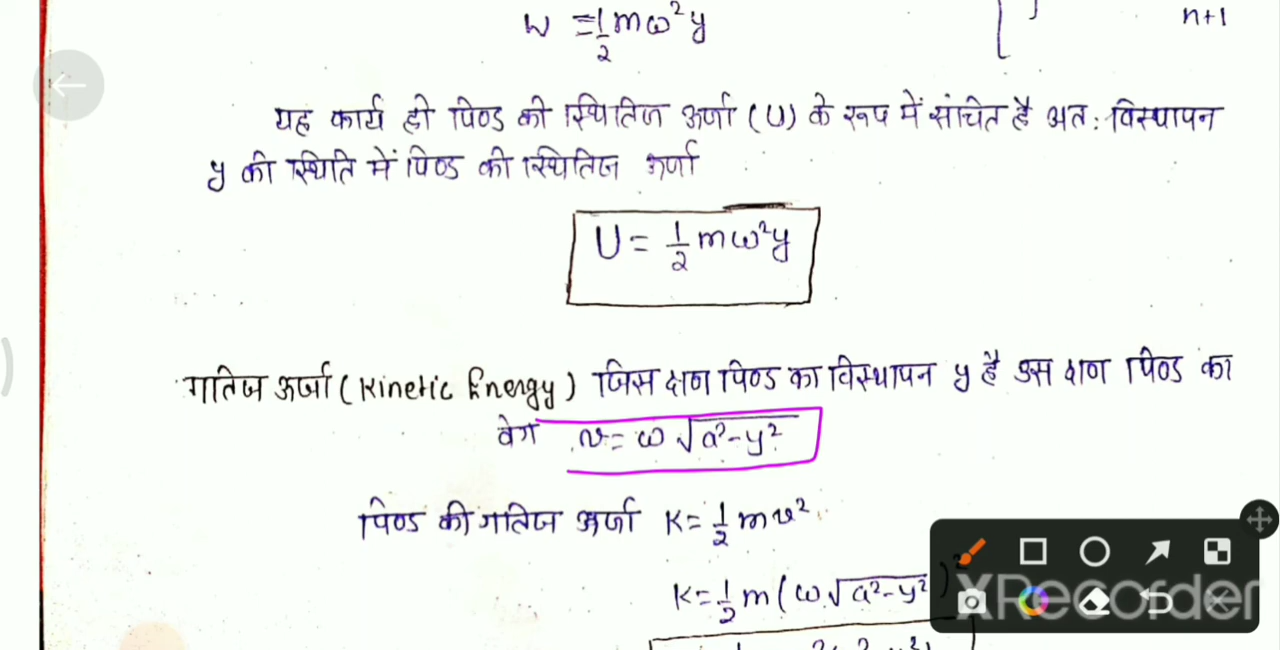 W = 1/2 mω²y
n+1
यह कार्य ही पिण्ड की स्थितिज ऊर्जा (U) के रूप में संचित है अत: विस्थापन
y की स्थिति में पिण्ड की स्थितिज ऊर्जा
U = 1/2 mω²y
गतिज ऊर्जा (Kinetic Energy) जिस क्षण पिण्ड का विस्थापन y है उस क्षण पिण्ड का
वेग v = ω √a²-y²
पिण्ड की गतिज ऊर्जा K = 1/2 mv²
K = 1/2 m (ω √a²-y²)²
XRecorder